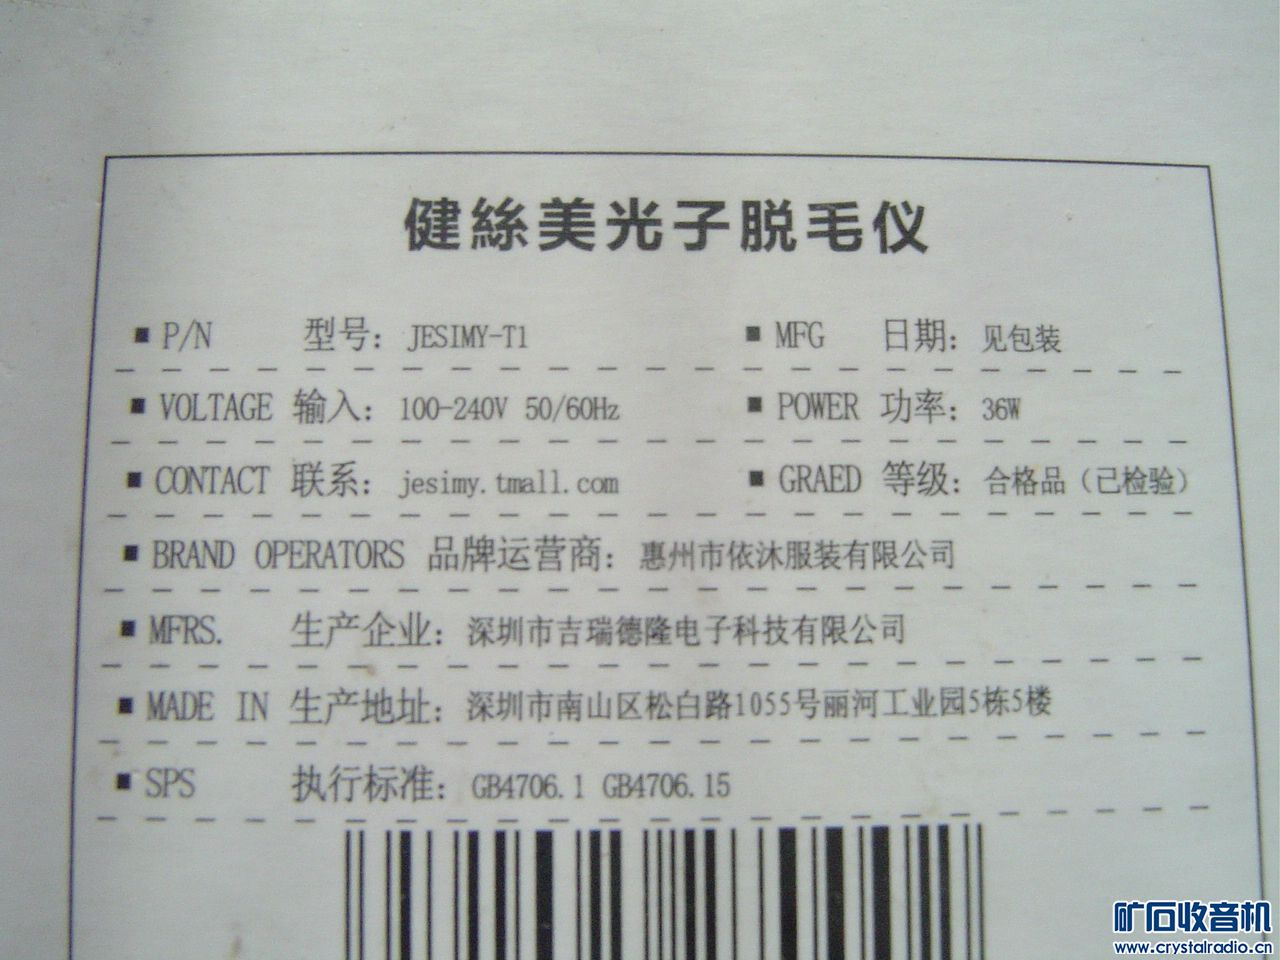 健絲美光子脱毛仪
■ P/N 型号: JESIMY-T1 ■ MFG 日期: 见包装
■ VOLTAGE 输入: 100-240V 50/60Hz ■ POWER 功率: 36W
■ CONTACT 联系: jesimy.tmall.com ■ GRAED 等级: 合格品（已检验）
■ BRAND OPERATORS 品牌运营商: 惠州市依沐服装有限公司
■ MFRS. 生产企业: 深圳市吉瑞德隆电子科技有限公司
■ MADE IN 生产地址: 深圳市南山区松白路1055号丽河工业园5栋5楼
■ SPS 执行标准: GB4706.1 GB4706.15
矿石收音机
www.crystalradio.cn